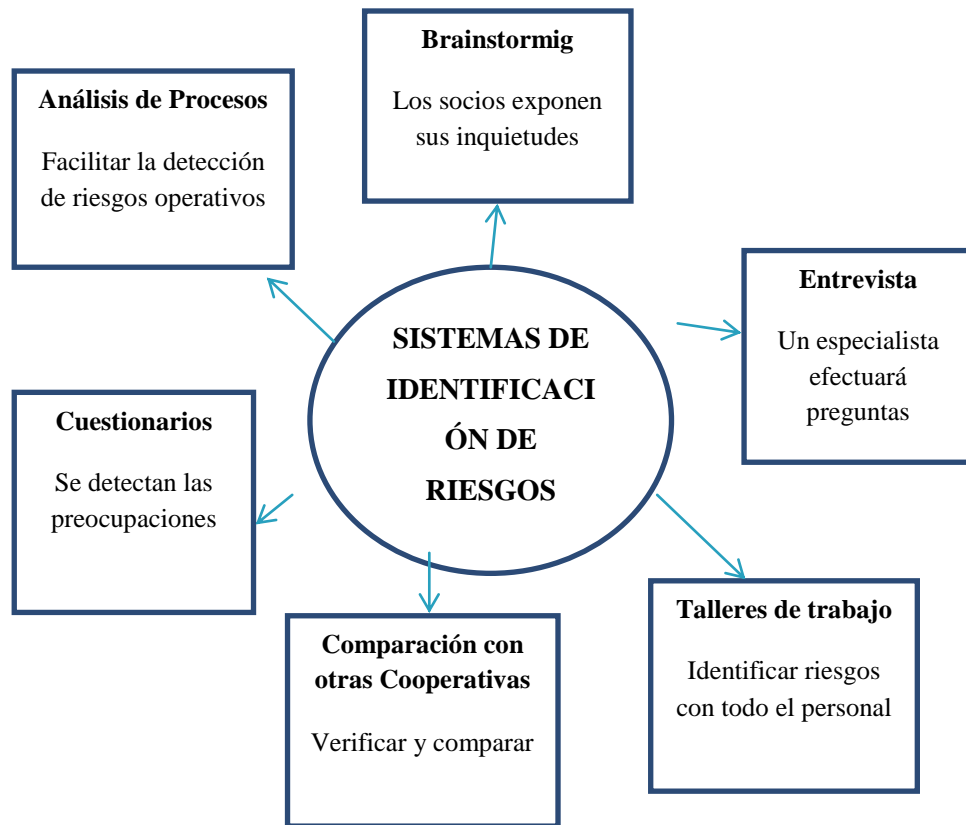 Brainstormig
Los socios exponen
sus inquietudes
Análisis de Procesos
Facilitar la detección
de riesgos operativos
Entrevista
Un especialista
efectuará
preguntas
SISTEMAS DE
IDENTIFICACI
ÓN DE
RIESGOS
Cuestionarios
Se detectan las
preocupaciones
Talleres de trabajo
Identificar riesgos
con todo el personal
Comparación con
otras Cooperativas
Verificar y comparar